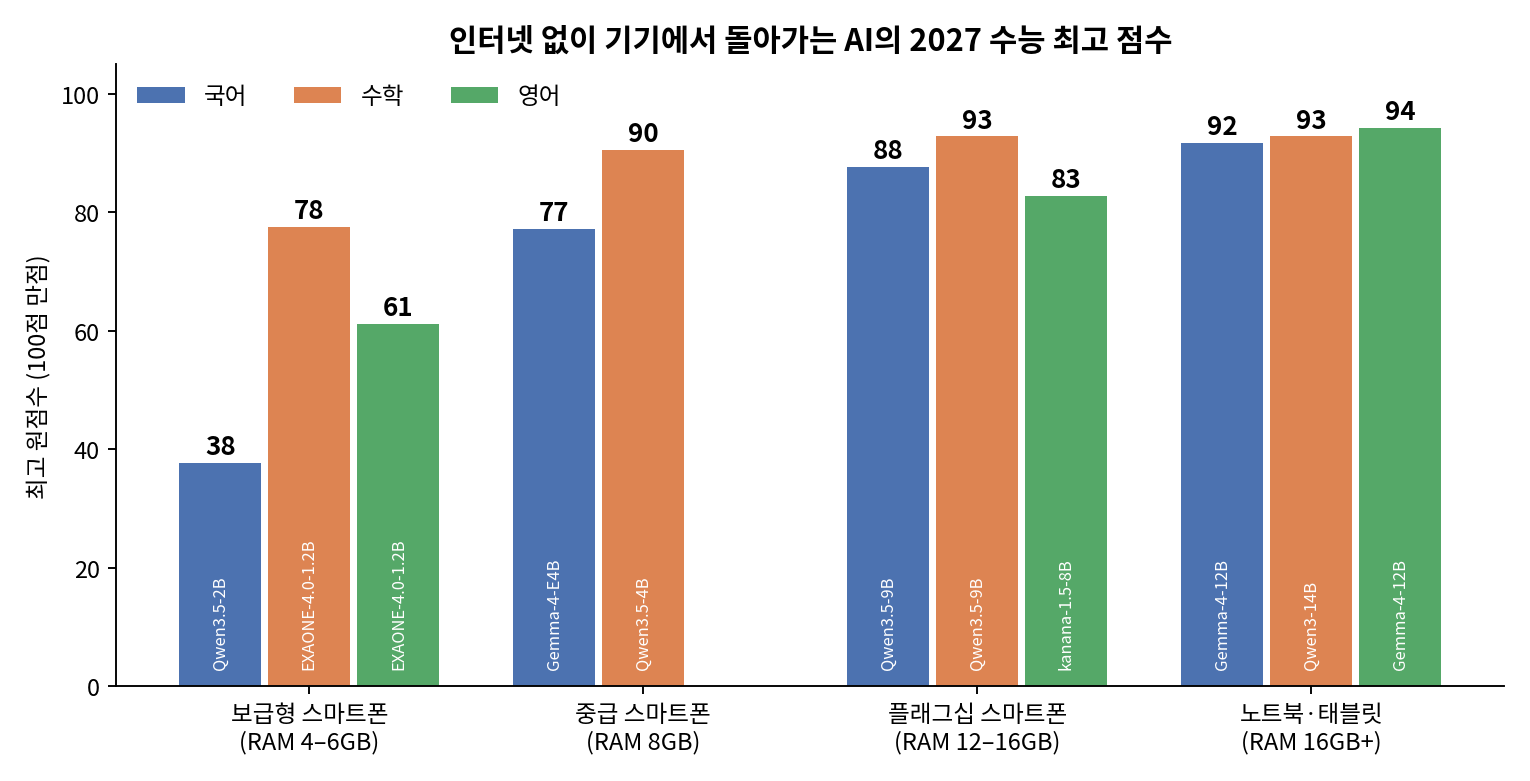 인터넷 없이 기기에서 돌아가는 AI의 2027 수능 최고 점수
국어 수학 영어
최고 원점수 (100점 만점)
100
80
60
40
20
0
38
78
61
77
90
88
93
83
92
93
94
Qwen3.5-2B
EXAONE-4.0-1.2B
EXAONE-4.0-1.2B
Gemma-4-E4B
Qwen3.5-4B
Qwen3.5-9B
Qwen3.5-9B
kanana-1.5-8B
Gemma-4-12B
Qwen3-14B
Gemma-4-12B
보급형 스마트폰
(RAM 4–6GB)
중급 스마트폰
(RAM 8GB)
플래그십 스마트폰
(RAM 12–16GB)
노트북·태블릿
(RAM 16GB+)